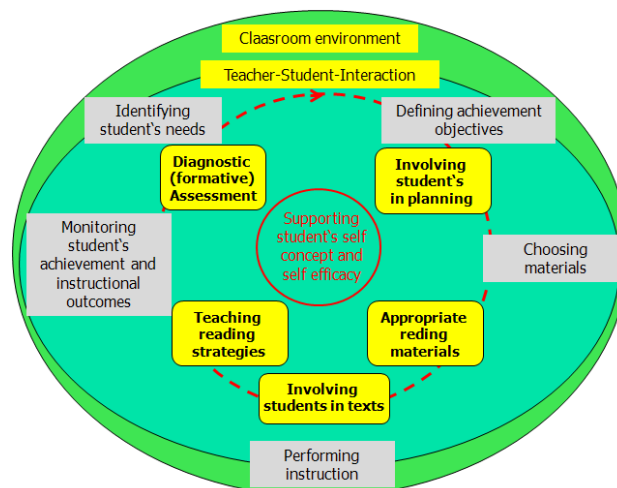 Claasroom environment
Teacher-Student-Interaction
Identifying
student's needs
Defining achievement
objectives
Diagnostic
(formative)
Assessment
Involving
student's
in planning
Supporting
student's self
concept and
self efficacy
Monitoring
student's
achievement and
instructional
outcomes
Choosing
materials
Teaching
reading
strategies
Appropriate
reding
materials
Involving
students in texts
Performing
instruction